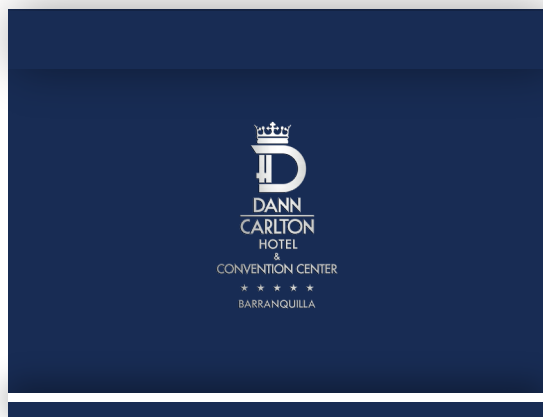 DANN
CARLTON
HOTEL
&
CONVENTION CENTER
★ ★ ★ ★ ★
BARRANQUILLA